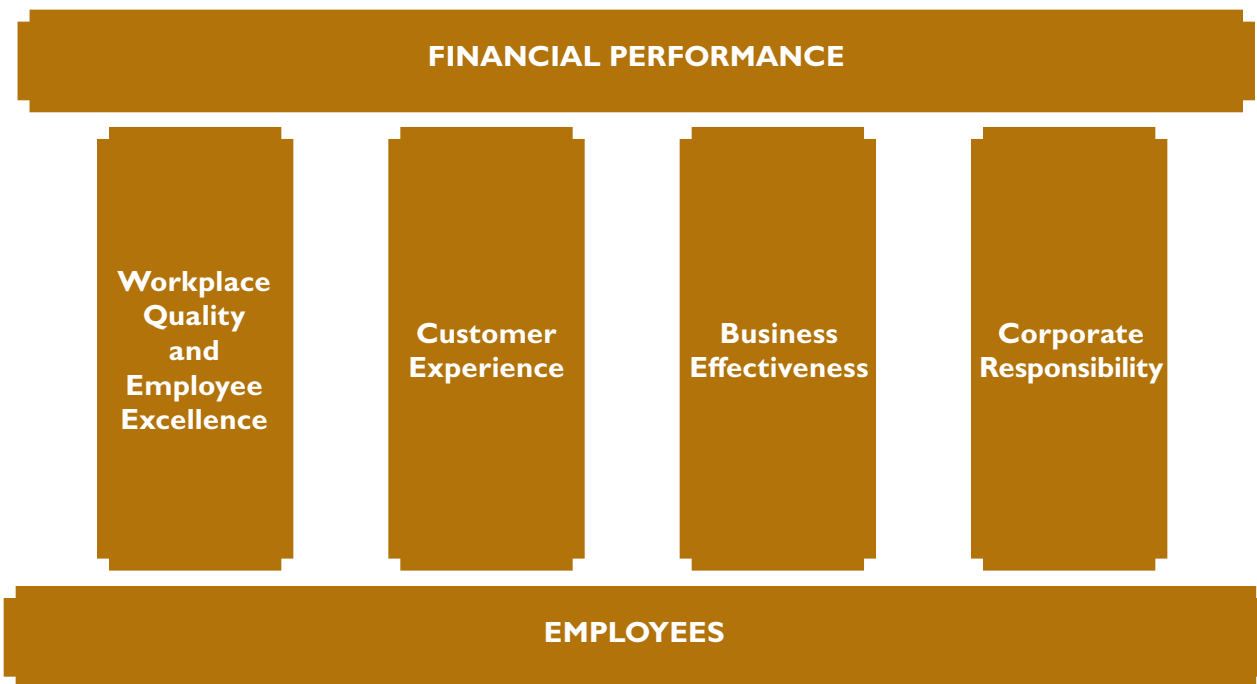 FINANCIAL PERFORMANCE
Workplace
Quality
and
Employee
Excellence
Customer
Experience
Business
Effectiveness
Corporate
Responsibility
EMPLOYEES